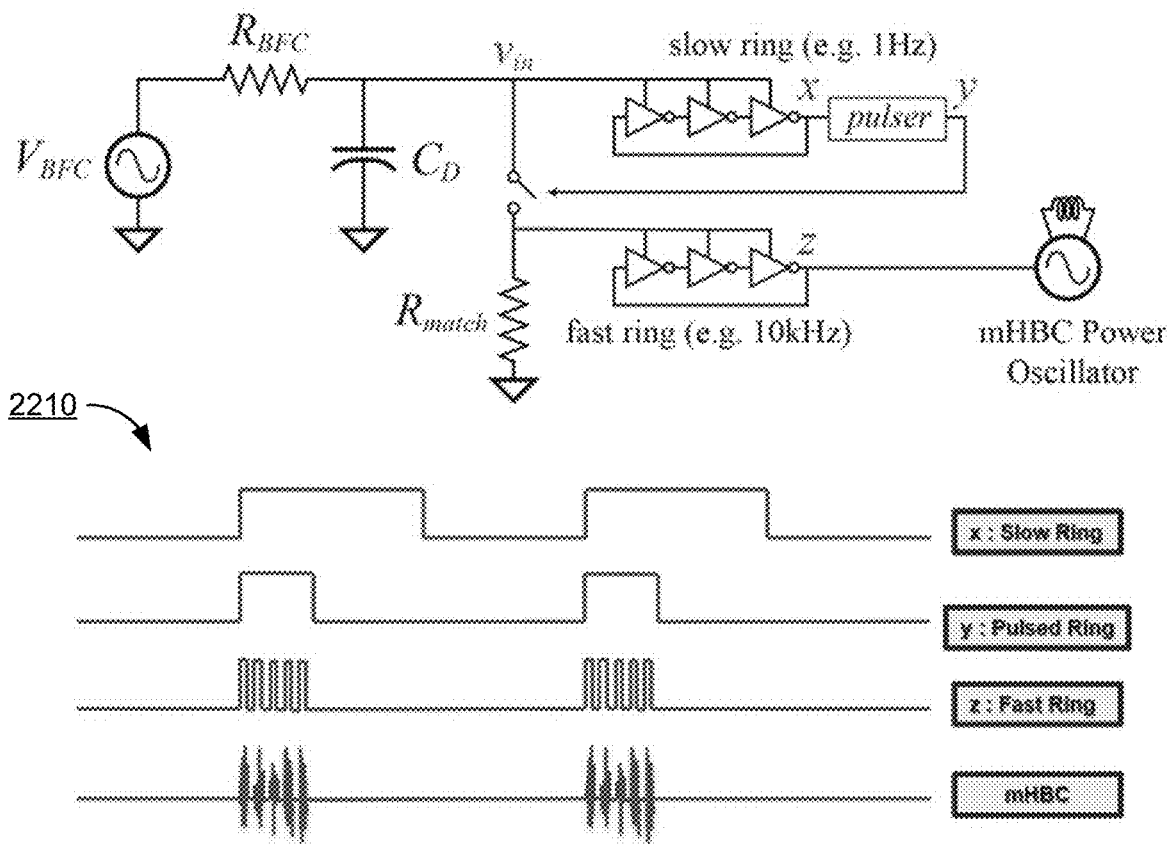 R_BFC
v_in
slow ring (e.g. 1Hz)
x
pulser
y
V_BFC
C_D
z
R_match
fast ring (e.g. 10kHz)
mHBC Power
Oscillator
2210
x : Slow Ring
y : Pulsed Ring
z : Fast Ring
mHBC